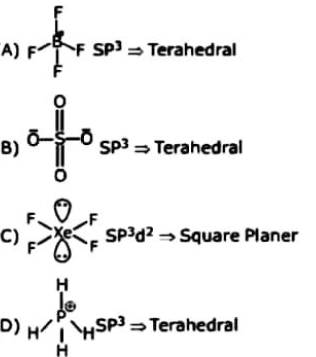 F
A) F B F SP³ ⇒ Terahedral
F
O
B) Ō S Ō SP³ ⇒ Terahedral
O
F F
C) Xe SP³d² ⇒ Square Planer
F F
H
D) H P⊕ H SP³ ⇒ Terahedral
H